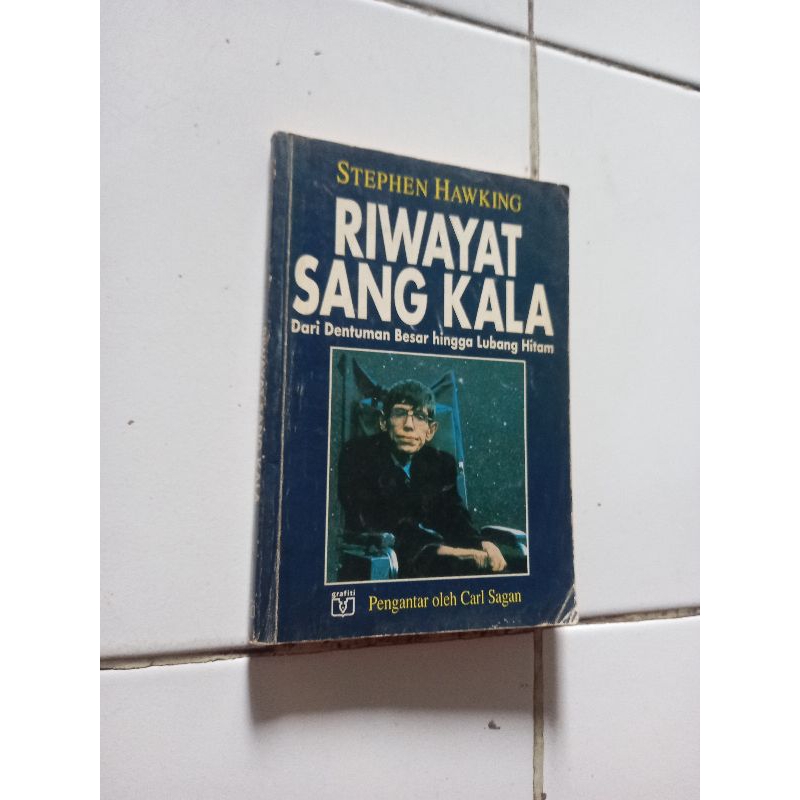 STEPHEN HAWKING
RIWAYAT
SANG KALA
Dari Dentuman Besar hingga Lubang Hitam
grafiti
Pengantar oleh Carl Sagan